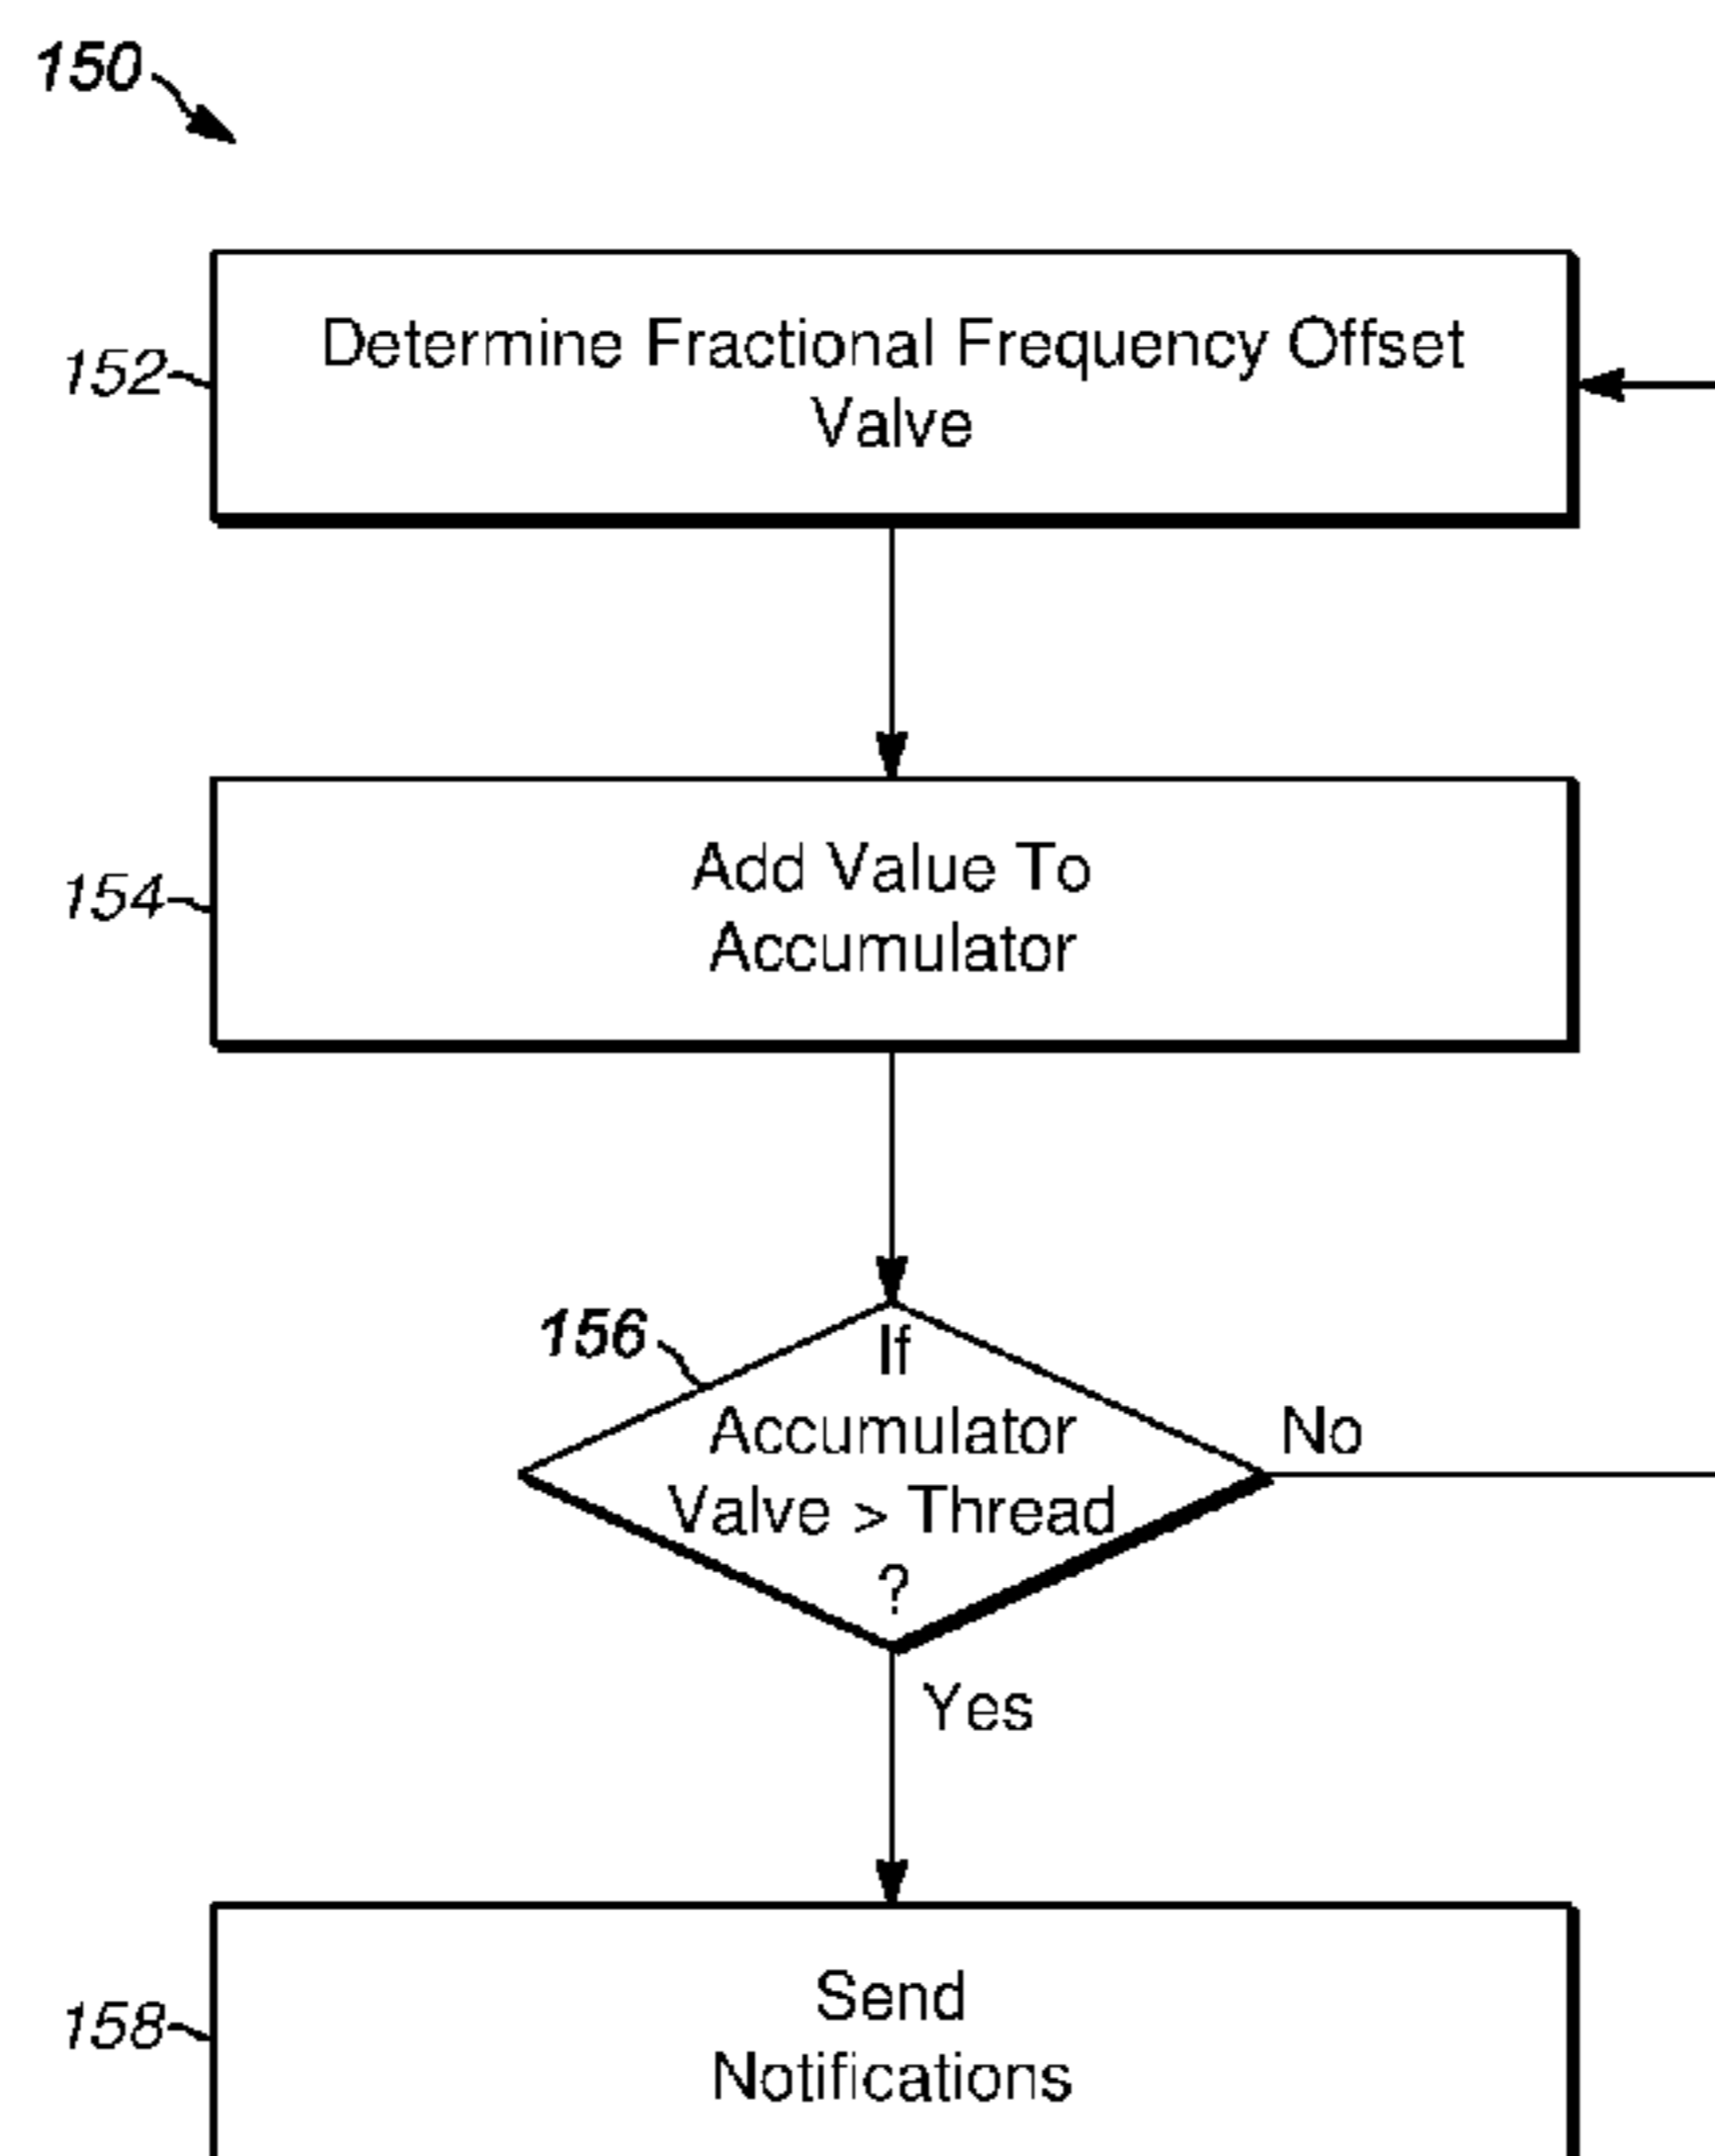 150
152
Determine Fractional Frequency Offset
Valve
154
Add Value To
Accumulator
156
If
Accumulator
Valve > Thread
?
No
Yes
158
Send
Notifications